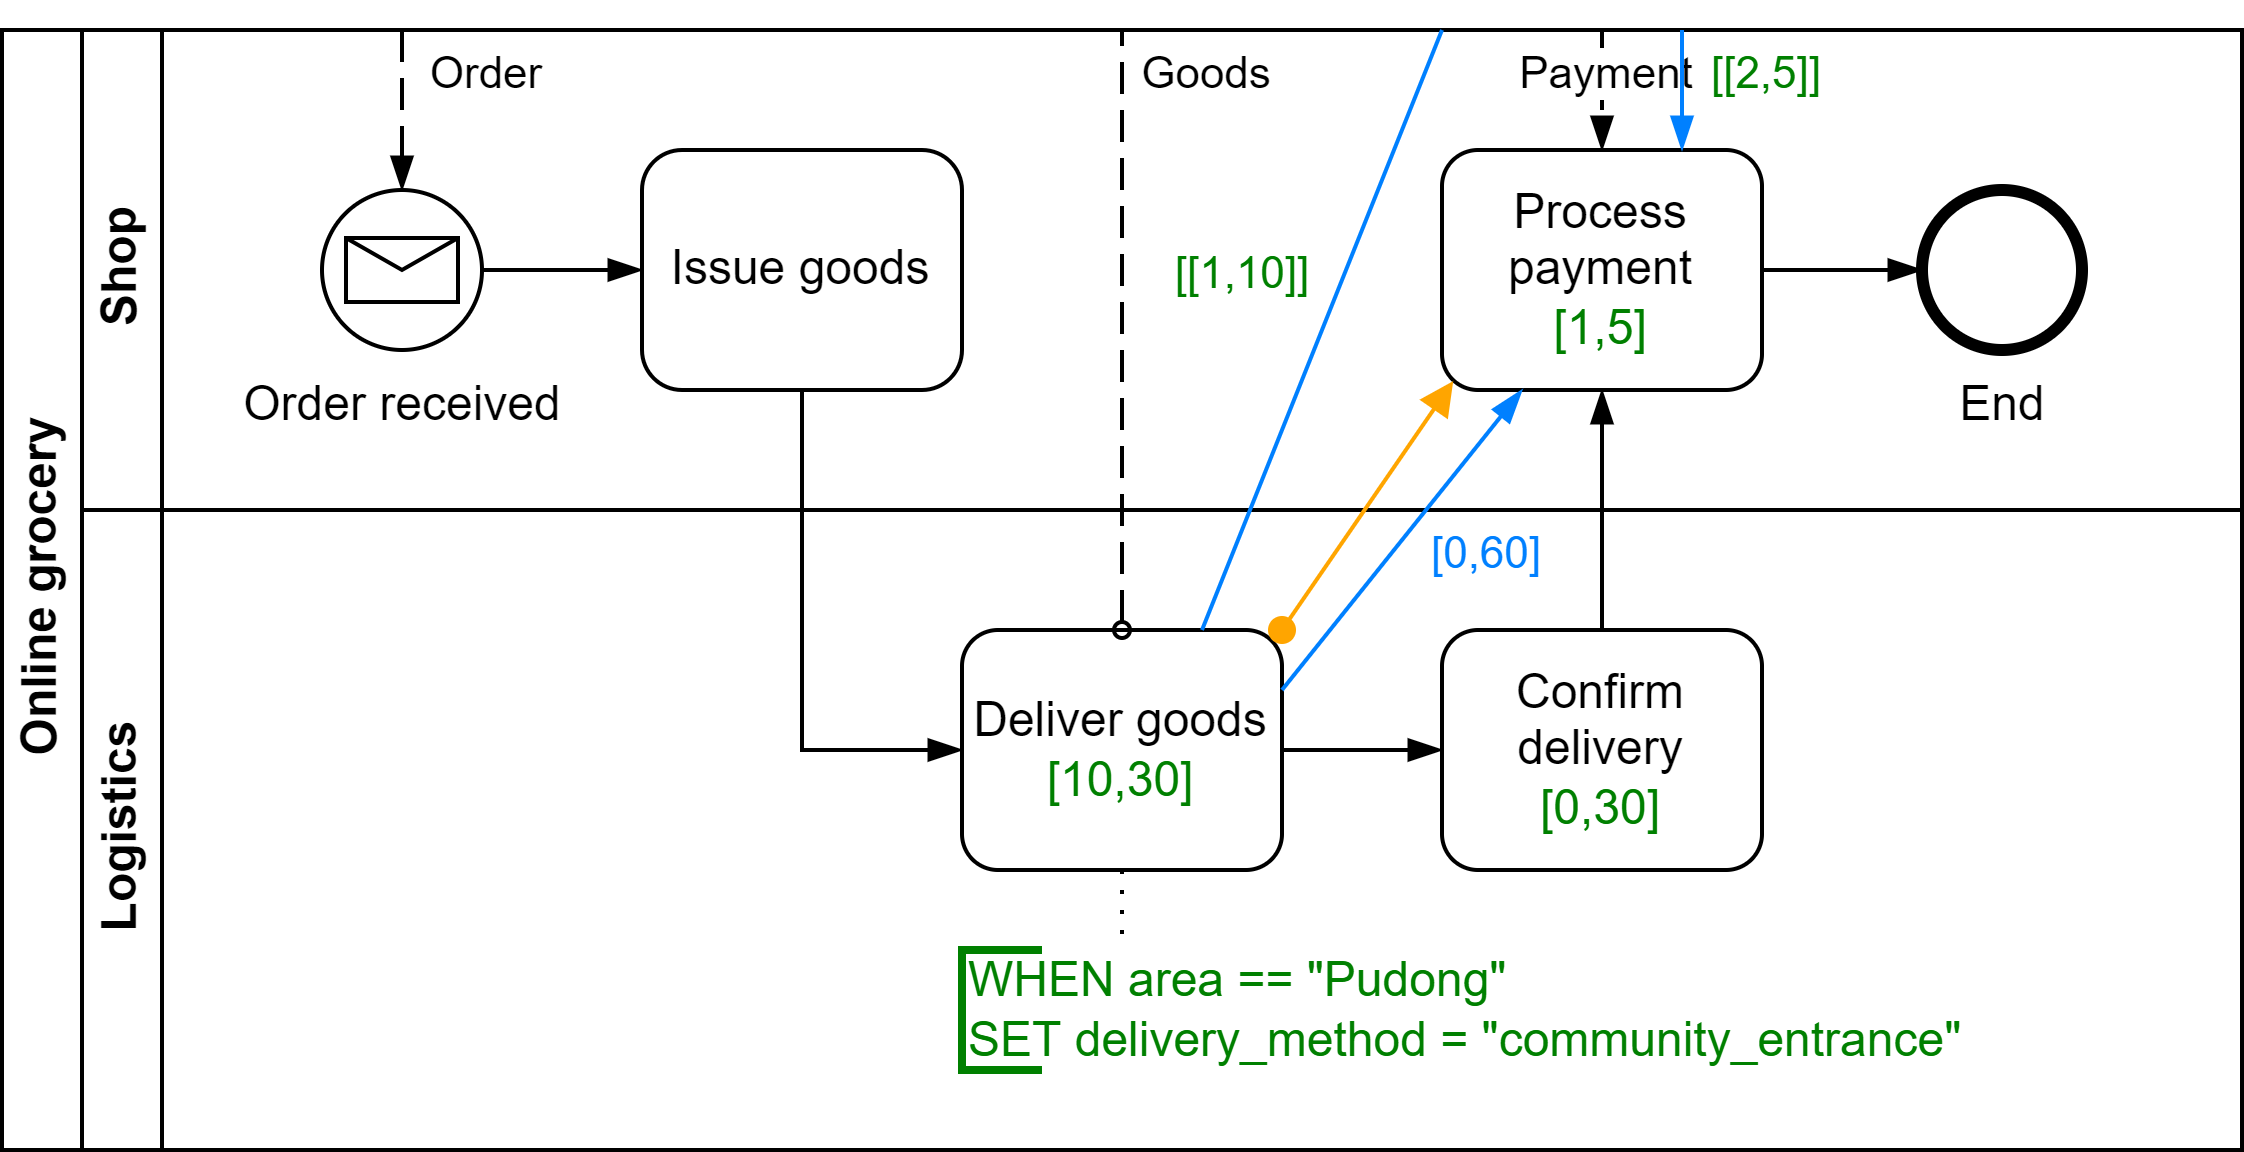 Online grocery
Shop
Logistics
Order
Goods
Payment
[[2,5]]
Order received
Issue goods
[[1,10]]
Process
payment
[1,5]
End
[0,60]
Deliver goods
[10,30]
Confirm
delivery
[0,30]
WHEN area == "Pudong"
SET delivery_method = "community_entrance"